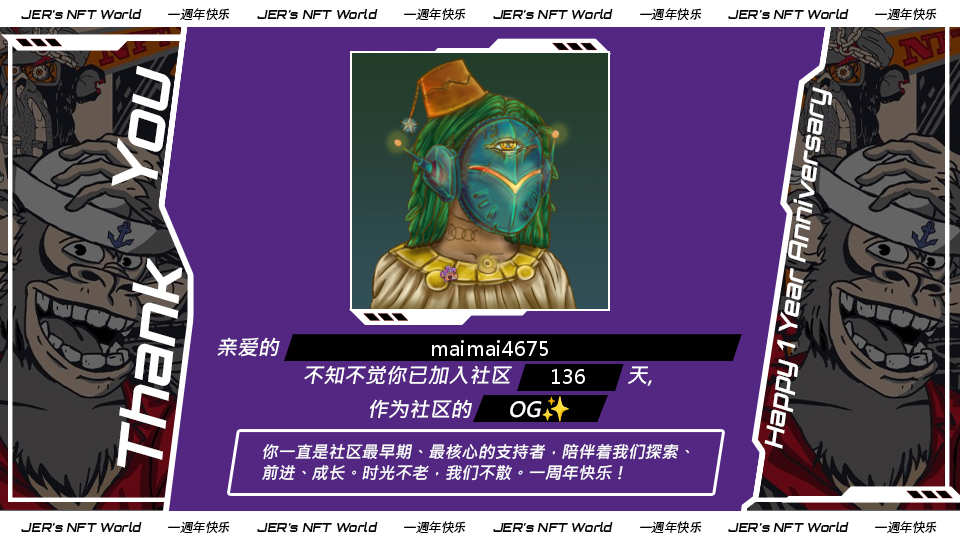 JER's NFT World 一週年快乐 JER's NFT World 一週年快乐 JER's NFT World 一週年快乐 JER's NFT World 一週年快乐
Thank You
亲爱的 maimai4675
不知不觉你已加入社区 136 天,
作为社区的 OG✨
你一直是社区最早期、最核心的支持者，陪伴着我们探索、
前进、成长。时光不老，我们不散。一周年快乐！
Happy 1 Year Anniversary
JER's NFT World 一週年快乐 JER's NFT World 一週年快乐 JER's NFT World 一週年快乐 JER's NFT World 一週年快乐